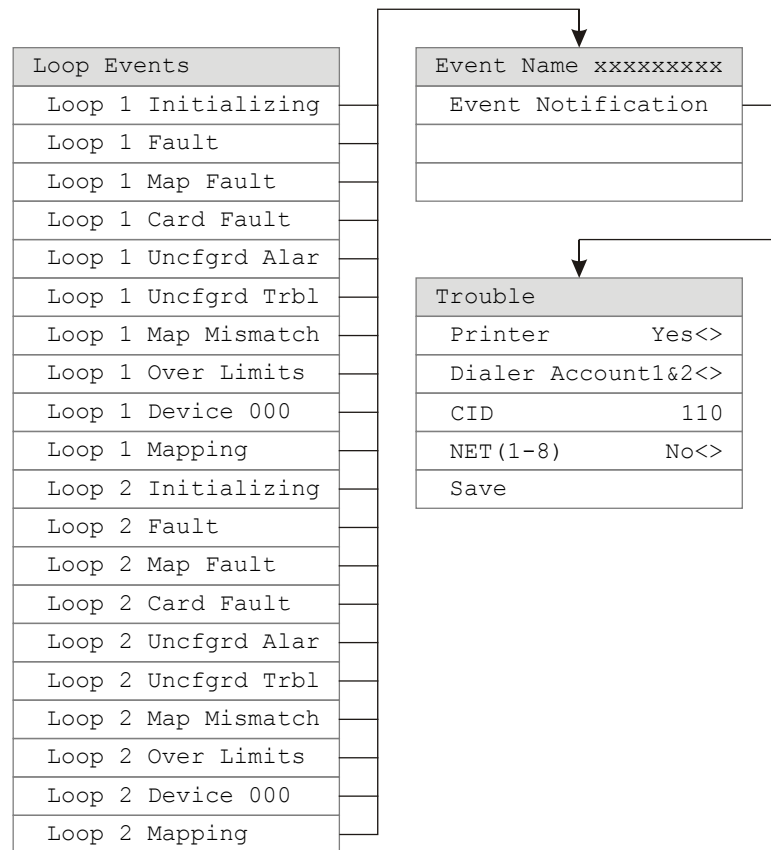 Loop Events
Loop 1 Initializing
Loop 1 Fault
Loop 1 Map Fault
Loop 1 Card Fault
Loop 1 Uncfgrd Alar
Loop 1 Uncfgrd Trbl
Loop 1 Map Mismatch
Loop 1 Over Limits
Loop 1 Device 000
Loop 1 Mapping
Loop 2 Initializing
Loop 2 Fault
Loop 2 Map Fault
Loop 2 Card Fault
Loop 2 Uncfgrd Alar
Loop 2 Uncfgrd Trbl
Loop 2 Map Mismatch
Loop 2 Over Limits
Loop 2 Device 000
Loop 2 Mapping
Event Name xxxxxxxxx
Event Notification
Trouble
Printer Yes<>
Dialer Account1&2<>
CID 110
NET(1-8) No<>
Save